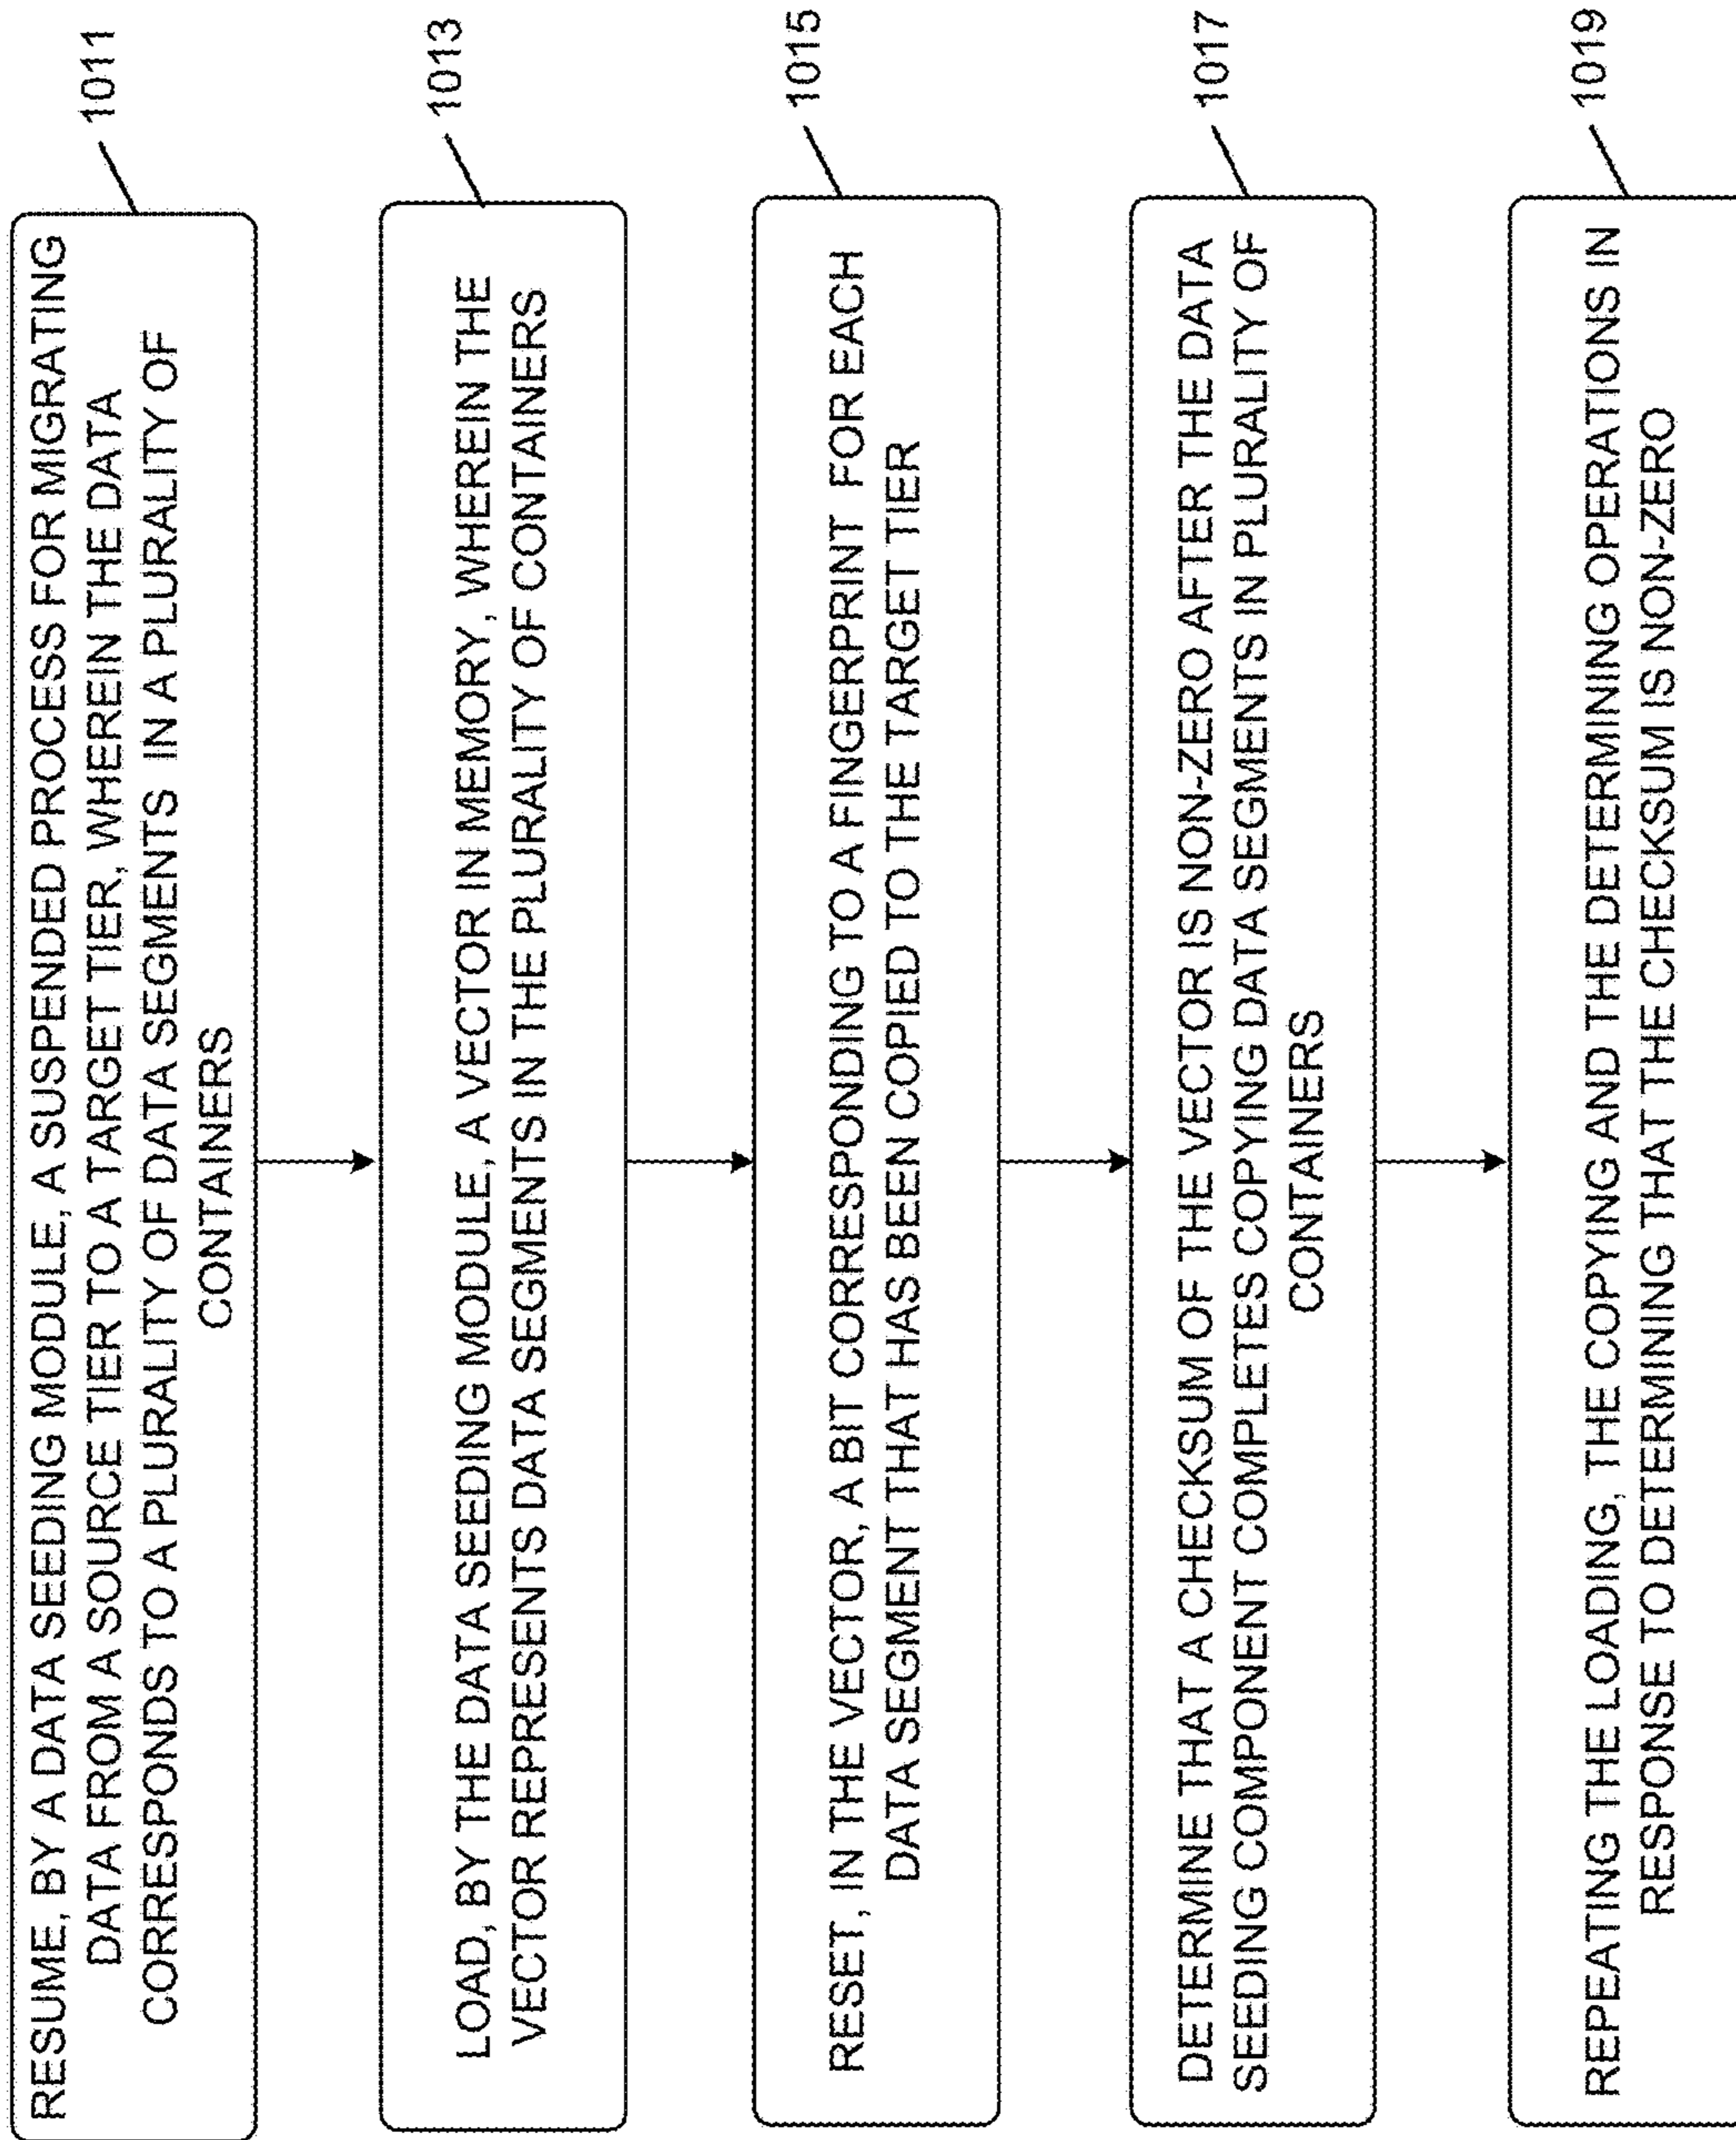 RESUME, BY A DATA SEEDING MODULE, A SUSPENDED PROCESS FOR MIGRATING
DATA FROM A SOURCE TIER TO A TARGET TIER, WHEREIN THE DATA
CORRESPONDS TO A PLURALITY OF DATA SEGMENTS IN A PLURALITY OF
CONTAINERS
1011
LOAD, BY THE DATA SEEDING MODULE, A VECTOR IN MEMORY, WHEREIN THE
VECTOR REPRESENTS DATA SEGMENTS IN THE PLURALITY OF CONTAINERS
1013
RESET, IN THE VECTOR, A BIT CORRESPONDING TO A FINGERPRINT FOR EACH
DATA SEGMENT THAT HAS BEEN COPIED TO THE TARGET TIER
1015
DETERMINE THAT A CHECKSUM OF THE VECTOR IS NON-ZERO AFTER THE DATA
SEEDING COMPONENT COMPLETES COPYING DATA SEGMENTS IN PLURALITY OF
CONTAINERS
1017
REPEATING THE LOADING, THE COPYING AND THE DETERMINING OPERATIONS IN
RESPONSE TO DETERMINING THAT THE CHECKSUM IS NON-ZERO
1019